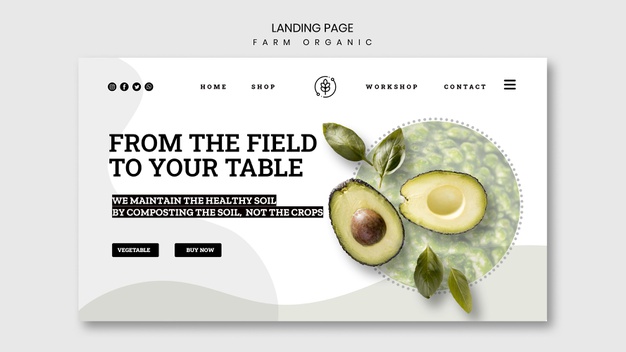 LANDING PAGE
FARM ORGANIC
HOME SHOP WORKSHOP CONTACT
FROM THE FIELD
TO YOUR TABLE
WE MAINTAIN THE HEALTHY SOIL
BY COMPOSTING THE SOIL, NOT THE CROPS
VEGETABLE BUY NOW